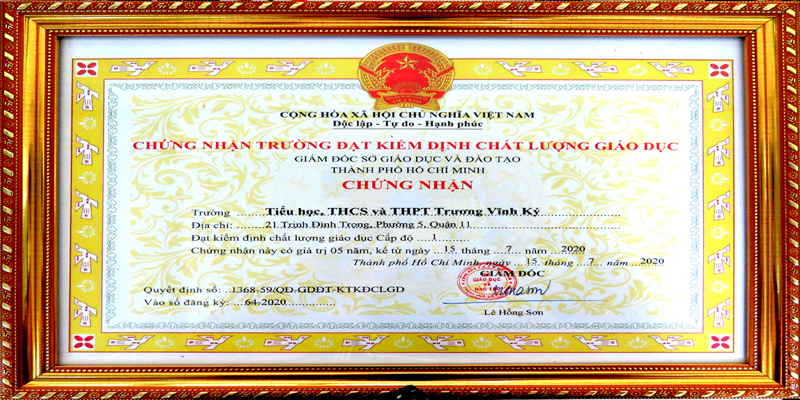 CỘNG HÒA XÃ HỘI CHỦ NGHĨA VIỆT NAM
Độc lập - Tự do - Hạnh phúc
CHỨNG NHẬN TRƯỜNG ĐẠT KIỂM ĐỊNH CHẤT LƯỢNG GIÁO DỤC
GIÁM ĐỐC SỞ GIÁO DỤC VÀ ĐÀO TẠO
THÀNH PHỐ HỒ CHÍ MINH
CHỨNG NHẬN
Trường ........Tiểu học, THCS và THPT Trương Vĩnh Ký
Địa chỉ: ........21 Trịnh Đình Trọng, Phường 5, Quận 11
Đạt kiểm định chất lượng giáo dục Cấp độ ....1........
Chứng nhận này có giá trị 05 năm, kể từ ngày ...15. tháng ...7... năm ...2020
Thành phố Hồ Chí Minh, ngày ....15. tháng ...7... năm ...2020
GIÁM ĐỐC
Quyết định số: .1368-59/QĐ-GDĐT-KTKĐCLGD
SỞ GIÁO DỤC VÀ ĐÀO TẠO
Vào sổ đăng ký: ....64-2020............
Lê Hồng Sơn